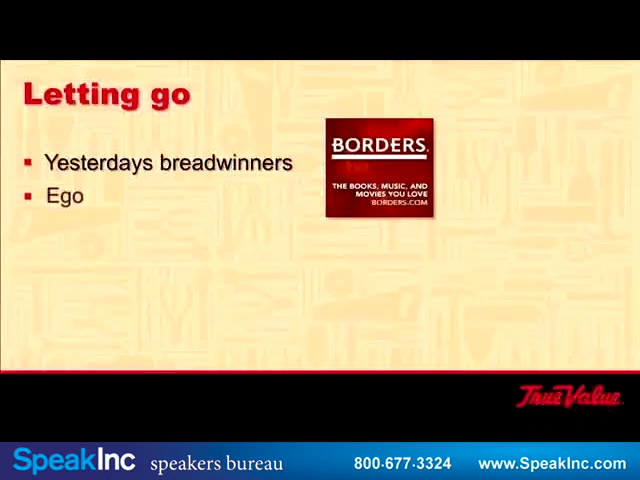 Letting go
Yesterdays breadwinners
Ego
BORDERS.
THE BOOKS, MUSIC, AND
MOVIES YOU LOVE
BORDERS.COM
True Value
SpeakInc speakers bureau 800-677-3324 www.SpeakInc.com